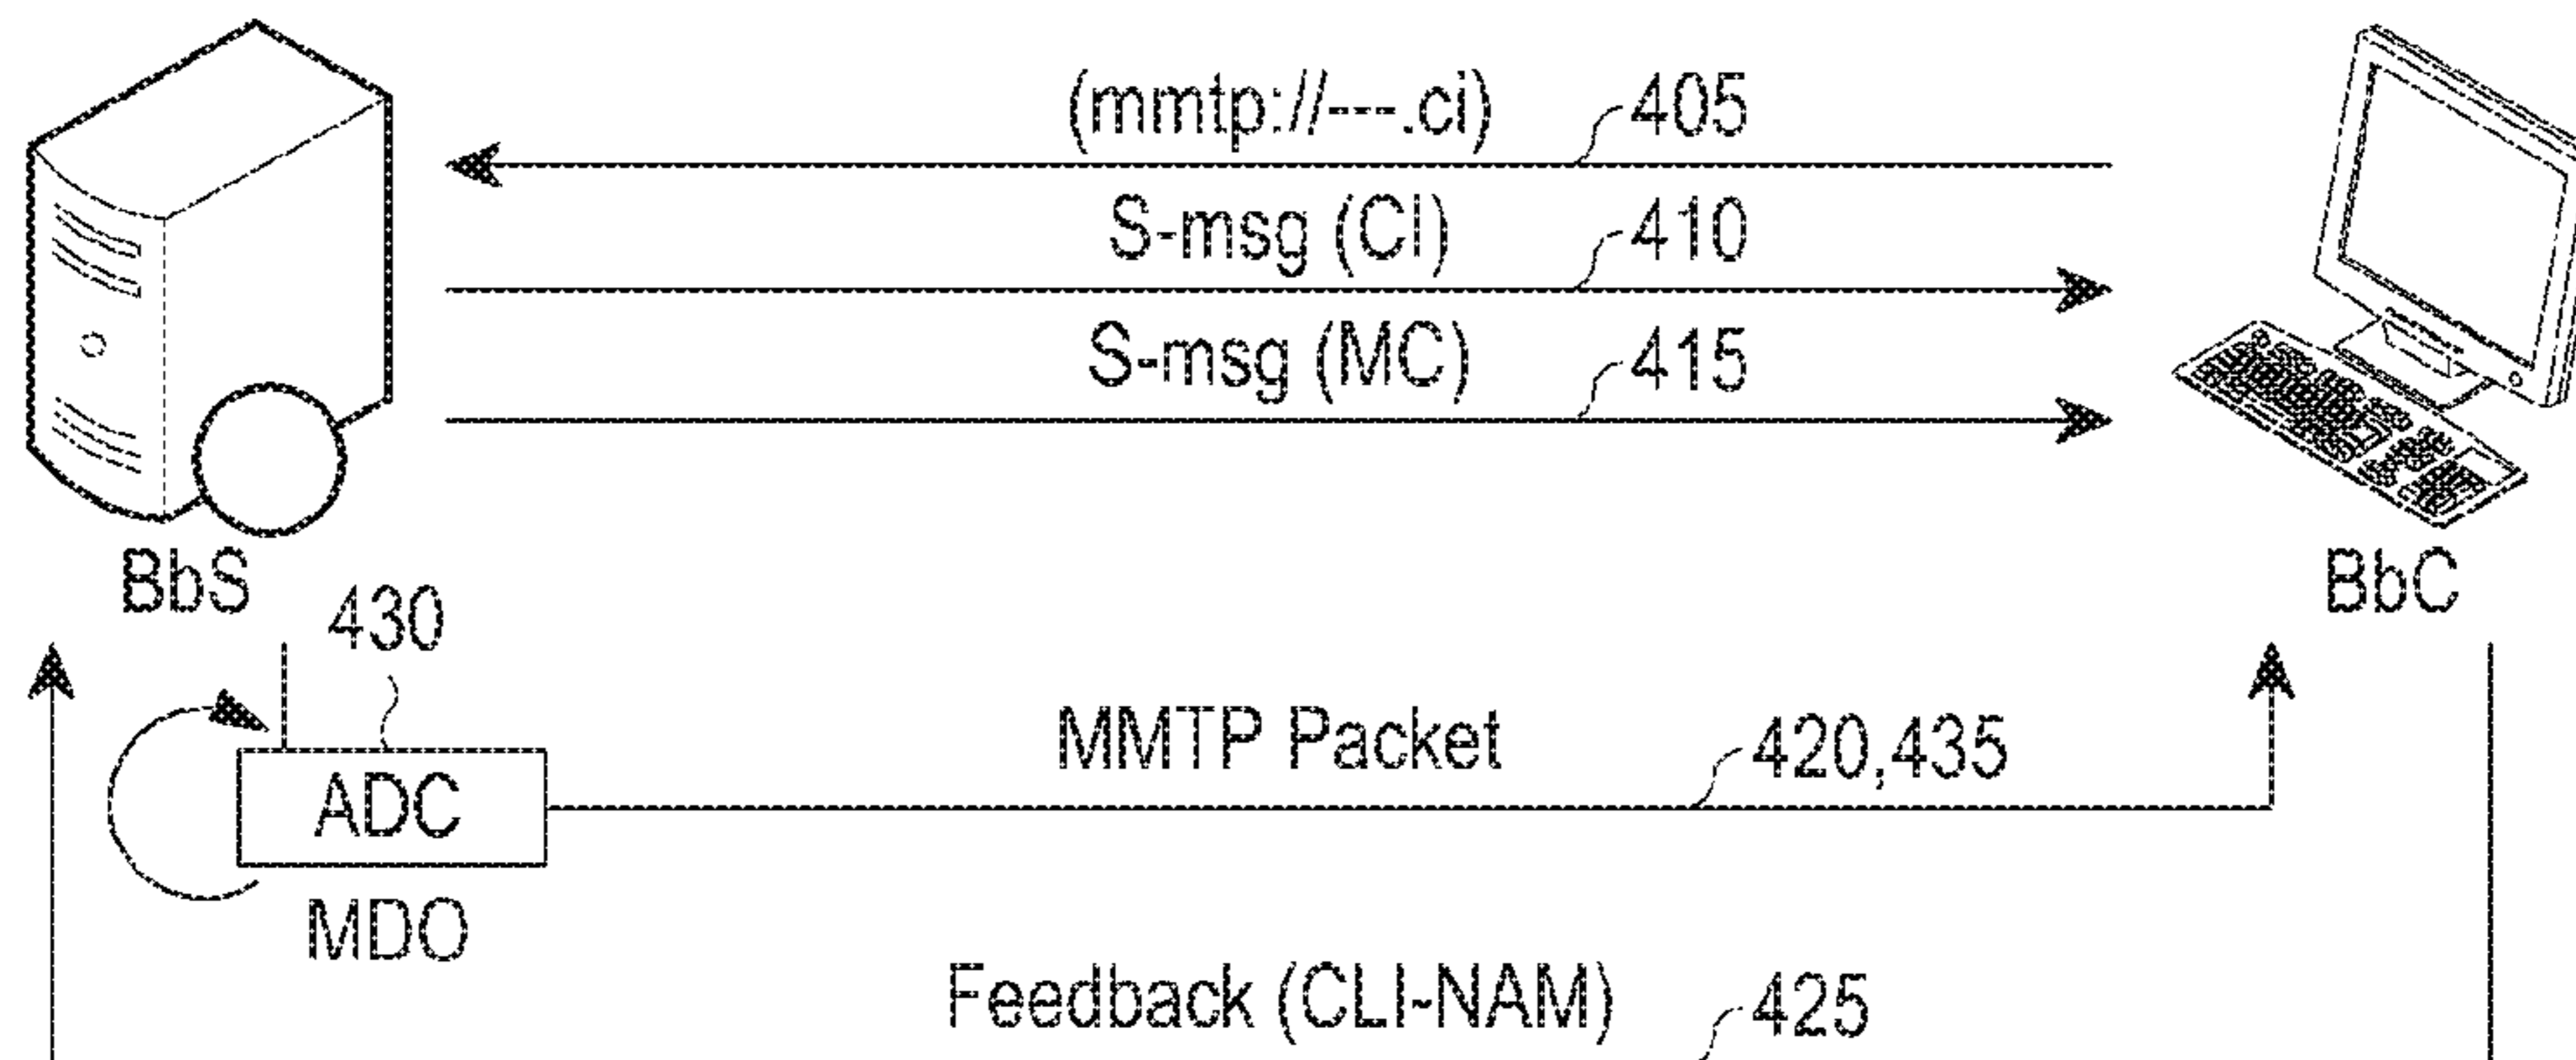 (mmtp://---.ci) 405
S-msg (CI) 410
S-msg (MC) 415
BbS
BbC
430
MMTP Packet 420,435
ADC
MDO
Feedback (CLI-NAM) 425